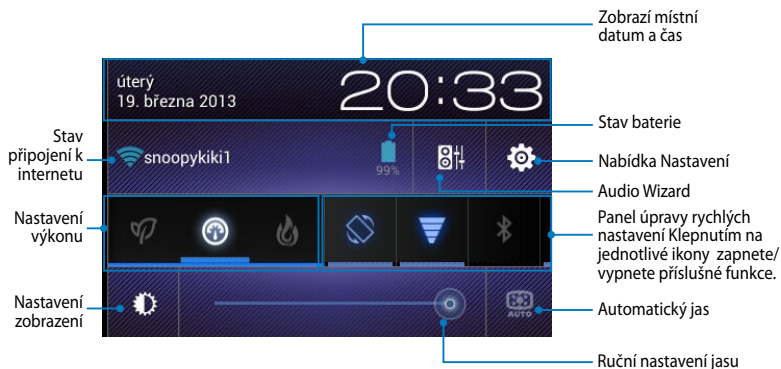 Zobrazí místní
datum a čas
úterý
19. března 2013
20:33
Stav
připojení k
internetu
snoopykiki1
99%
Stav baterie
Nabídka Nastavení
Audio Wizard
Nastavení
výkonu
Panel úpravy rychlých
nastavení Klepnutím na
jednotlivé ikony zapnete/
vypnete příslušné funkce.
Nastavení
zobrazení
AUTO
Automatický jas
Ruční nastavení jasu